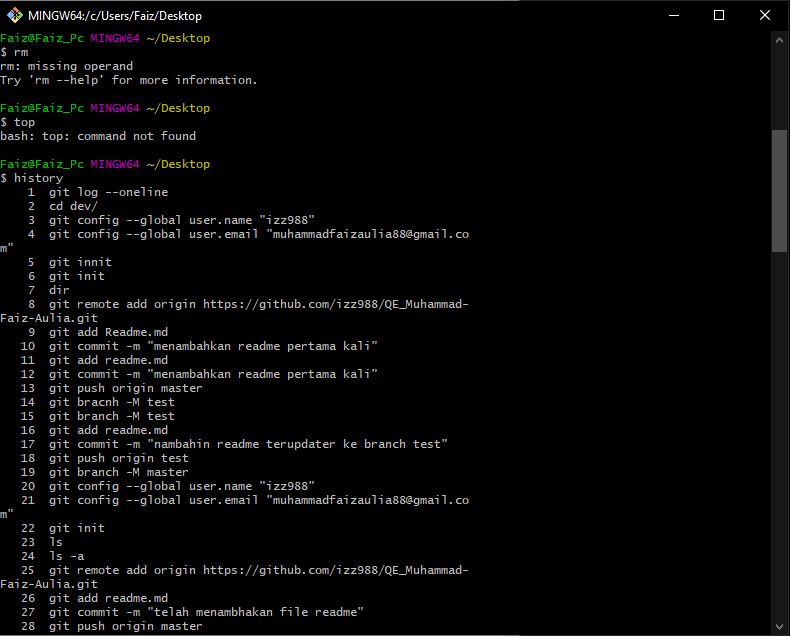 MINGW64:/c/Users/Faiz/Desktop
Faiz@Faiz_Pc MINGW64 ~/Desktop
$ rm
rm: missing operand
Try 'rm --help' for more information.
Faiz@Faiz_Pc MINGW64 ~/Desktop
$ top
bash: top: command not found
Faiz@Faiz_Pc MINGW64 ~/Desktop
$ history
1 git log --oneline
2 cd dev/
3 git config --global user.name "izz988"
4 git config --global user.email "muhammadfaizaulia88@gmail.co
m"
5 git innit
6 git init
7 dir
8 git remote add origin https://github.com/izz988/QE_Muhammad-
Faiz-Aulia.git
9 git add Readme.md
10 git commit -m "menambahkan readme pertama kali"
11 git add readme.md
12 git commit -m "menambahkan readme pertama kali"
13 git push origin master
14 git bracnh -M test
15 git branch -M test
16 git add readme.md
17 git commit -m "nambahin readme terupdater ke branch test"
18 git push origin test
19 git branch -M master
20 git config --global user.name "izz988"
21 git config --global user.email "muhammadfaizaulia88@gmail.co
m"
22 git init
23 ls
24 ls -a
25 git remote add origin https://github.com/izz988/QE_Muhammad-
Faiz-Aulia.git
26 git add readme.md
27 git commit -m "telah menambhakan file readme"
28 git push origin master